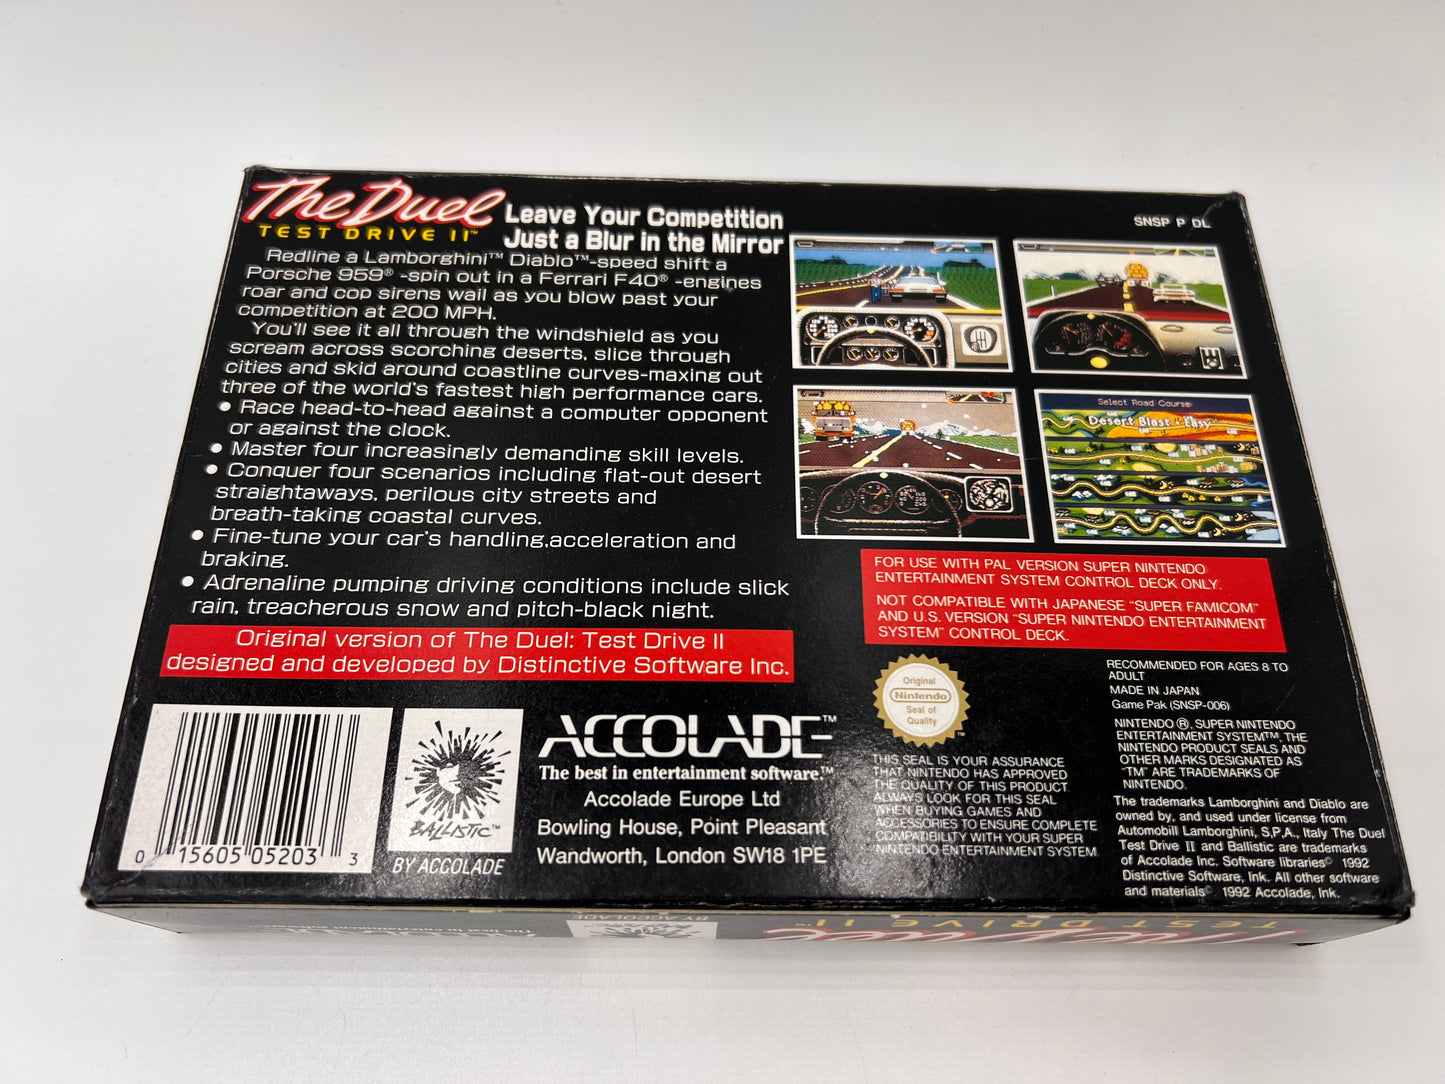 The Duel
TEST DRIVE II™
Leave Your Competition
Just a Blur in the Mirror
Redline a Lamborghini™ Diablo™-speed shift a
Porsche 959® -spin out in a Ferrari F40® -engines
roar and cop sirens wail as you blow past your
competition at 200 MPH.
You'll see it all through the windshield as you
scream across scorching deserts, slice through
cities and skid around coastline curves-maxing out
three of the world's fastest high performance cars.
• Race head-to-head against a computer opponent
or against the clock.
• Master four increasingly demanding skill levels.
• Conquer four scenarios including flat-out desert
straightaways, perilous city streets and
breath-taking coastal curves.
• Fine-tune your car's handling,acceleration and
braking.
• Adrenaline pumping driving conditions include slick
rain, treacherous snow and pitch-black night.
Original version of The Duel: Test Drive II
designed and developed by Distinctive Software Inc.
SNSP P DL
Select Road Course:
Desert Blast - Easy
FOR USE WITH PAL VERSION SUPER NINTENDO
ENTERTAINMENT SYSTEM CONTROL DECK ONLY.
NOT COMPATIBLE WITH JAPANESE "SUPER FAMICOM"
AND U.S. VERSION "SUPER NINTENDO ENTERTAINMENT
SYSTEM" CONTROL DECK.
0 15605 05203 3
BALLISTIC™
BY ACCOLADE
ACCOLADE™
The best in entertainment software.™
Accolade Europe Ltd
Bowling House, Point Pleasant
Wandworth, London SW18 1PE
Original
Nintendo
Seal of
Quality
™
THIS SEAL IS YOUR ASSURANCE
THAT NINTENDO HAS APPROVED
THE QUALITY OF THIS PRODUCT.
ALWAYS LOOK FOR THIS SEAL
WHEN BUYING GAMES AND
ACCESSORIES TO ENSURE COMPLETE
COMPATIBILITY WITH YOUR SUPER
NINTENDO ENTERTAINMENT SYSTEM.
RECOMMENDED FOR AGES 8 TO
ADULT
MADE IN JAPAN
Game Pak (SNSP-006)
NINTENDO ®, SUPER NINTENDO
ENTERTAINMENT SYSTEM™, THE
NINTENDO PRODUCT SEALS AND
OTHER MARKS DESIGNATED AS
"TM" ARE TRADEMARKS OF
NINTENDO.
The trademarks Lamborghini and Diablo are
owned by, and used under license from
Automobill Lamborghini, S,P,A., Italy The Duel
Test Drive II and Ballistic are trademarks
of Accolade Inc. Software libraries© 1992
Distinctive Software, Ink. All other software
and materials© 1992 Accolade, Ink.
BY ACCOLADE
The best in entertainment
TEST DRIVE II™